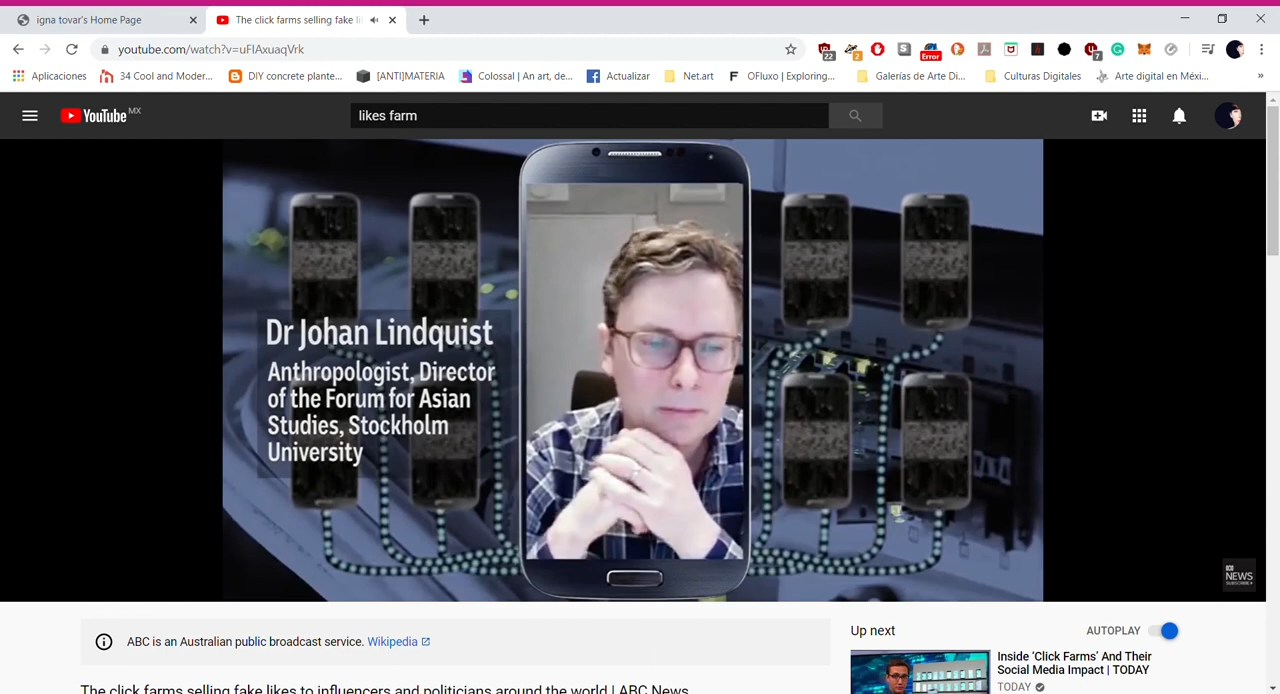 igna tovar's Home Page
The click farms selling fake li
youtube.com/watch?v=uFIAxuaqVrk
22
2
Error
7
Aplicaciones
34 Cool and Moder...
DIY concrete plante...
[ANTI]MATERIA
Colossal | An art, de...
Actualizar
Net.art
OFluxo | Exploring...
Galerías de Arte Di...
Culturas Digitales
Arte digital en Méxi...
»
YouTube MX
likes farm
Dr Johan Lindquist
Anthropologist, Director
of the Forum for Asian
Studies, Stockholm
University
NEWS
SUBSCRIBE
ABC is an Australian public broadcast service. Wikipedia
Up next
AUTOPLAY
Inside 'Click Farms' And Their
Social Media Impact | TODAY
TODAY
The click farms selling fake likes to influencers and politicians around the world | ABC News